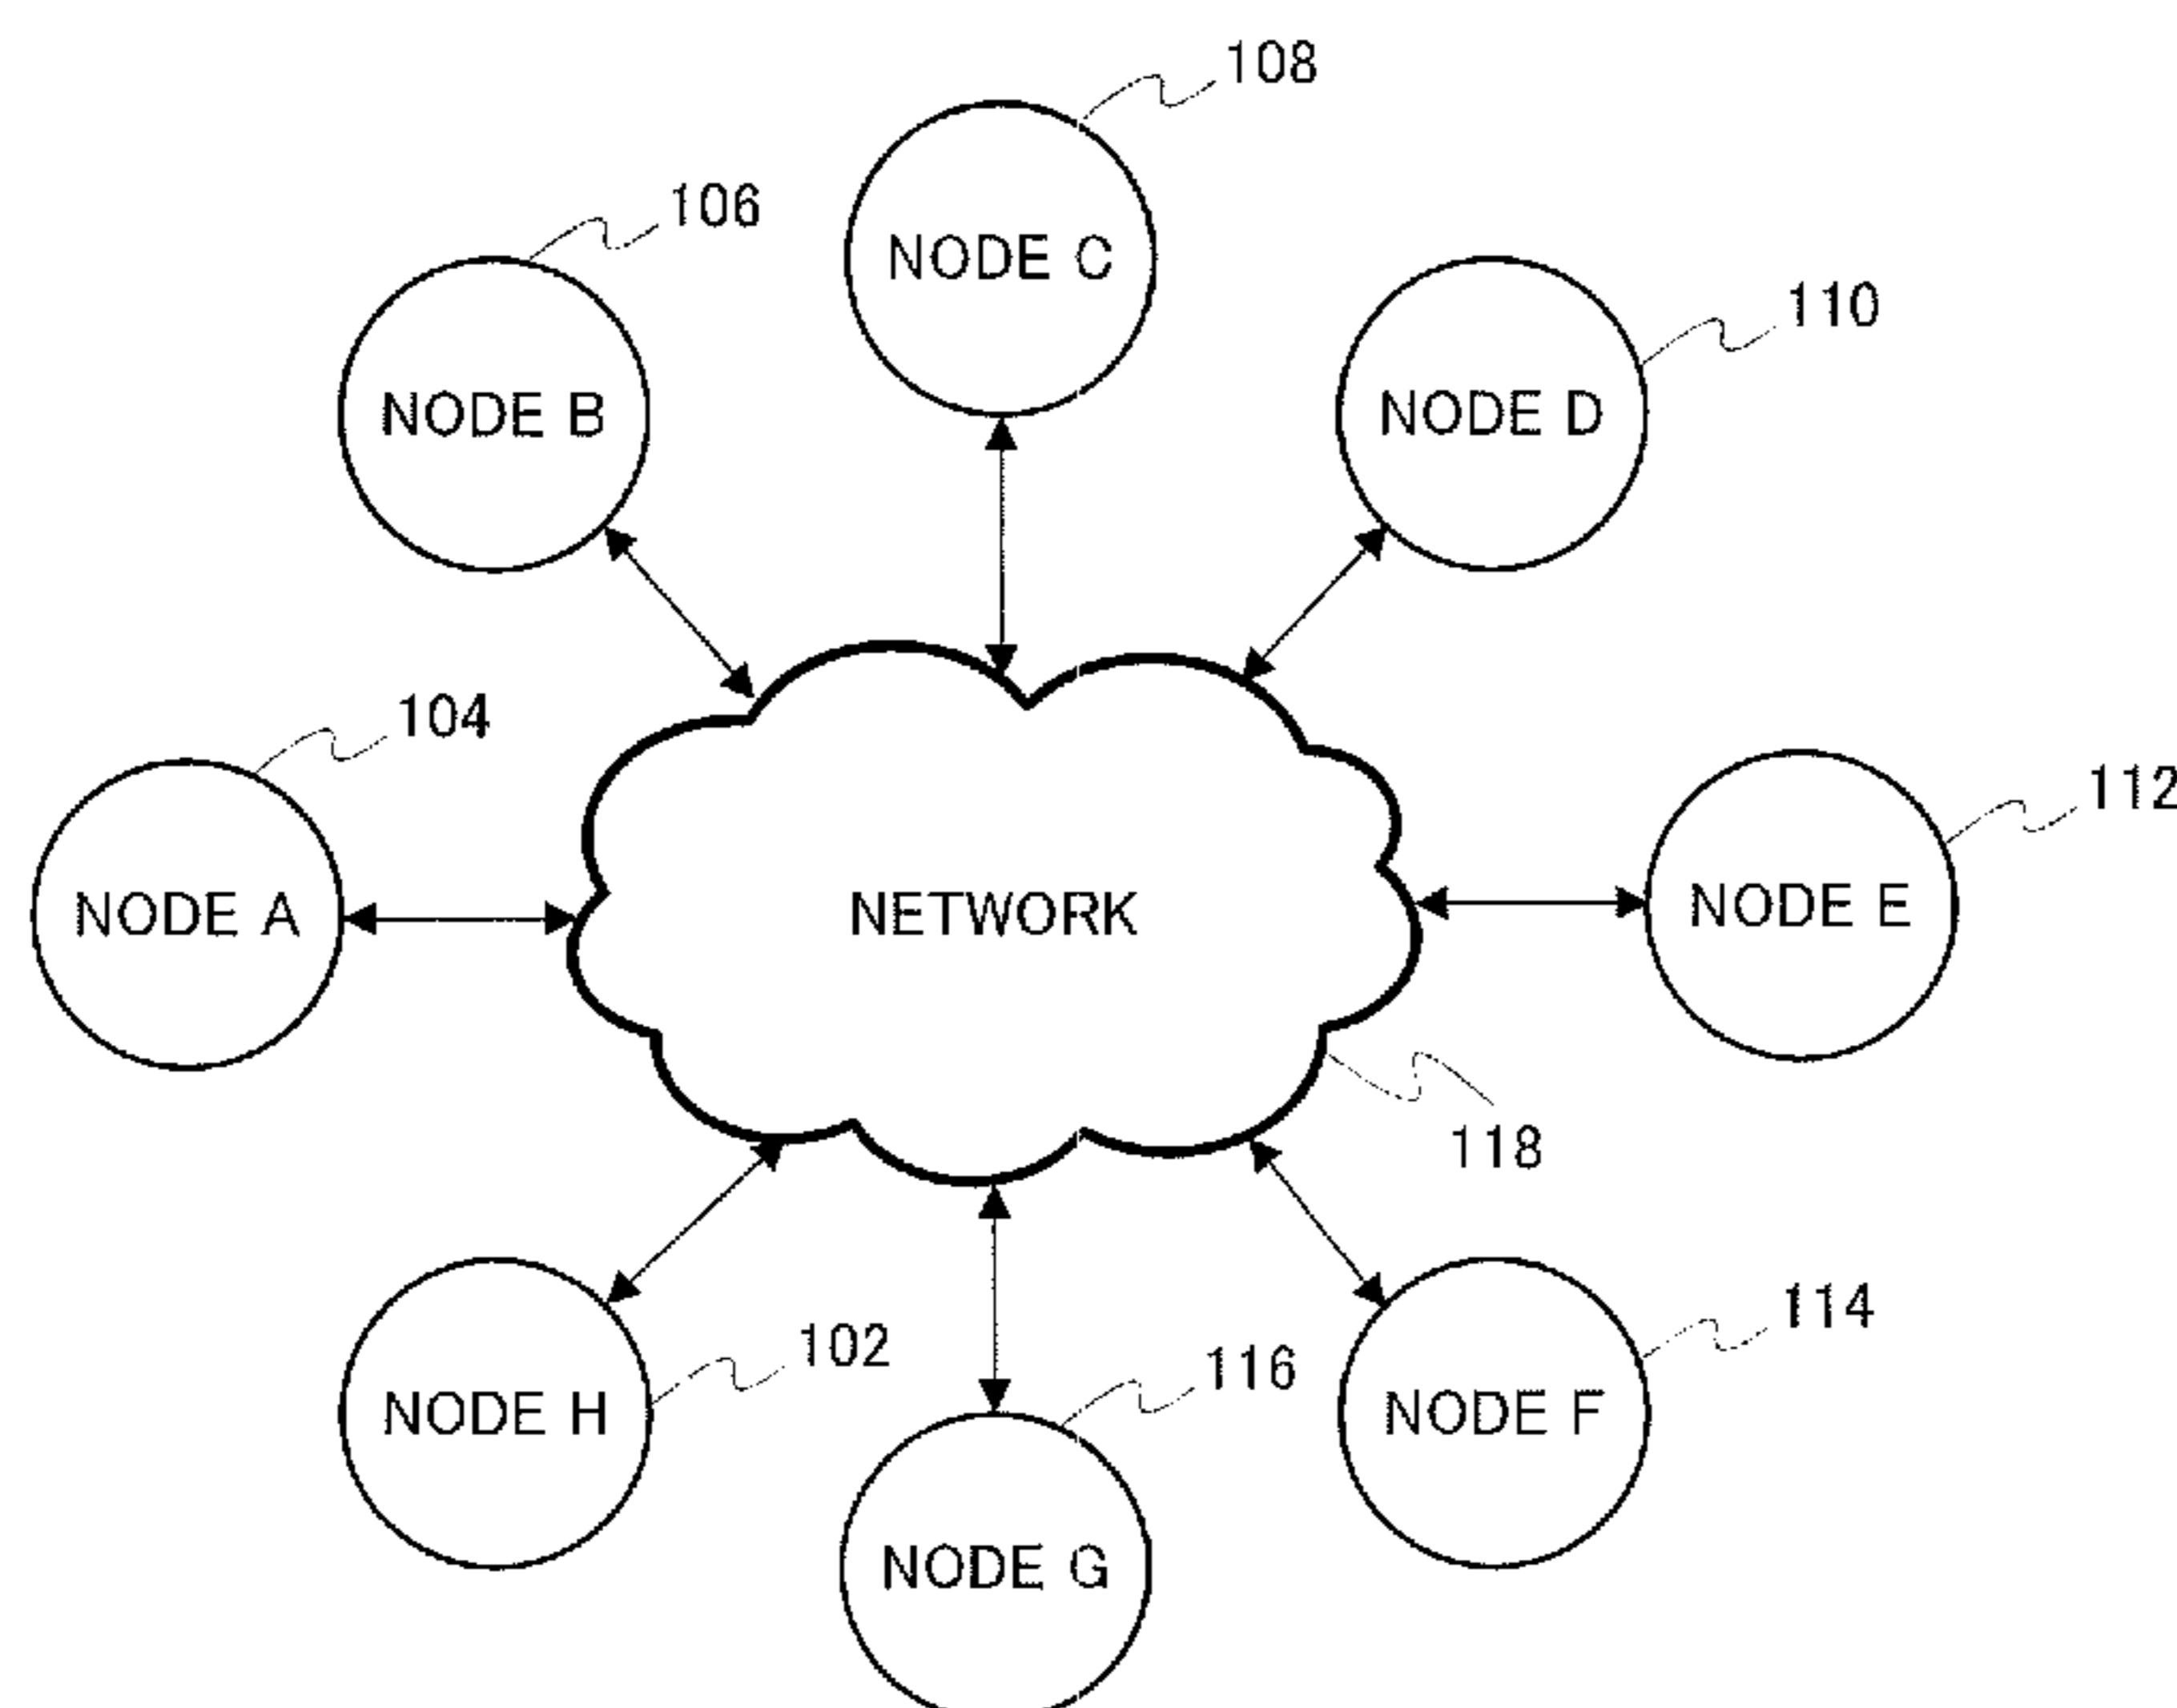 108
106
NODE C
110
NODE B
NODE D
104
112
NODE A
NETWORK
NODE E
118
114
102
116
NODE H
NODE F
NODE G